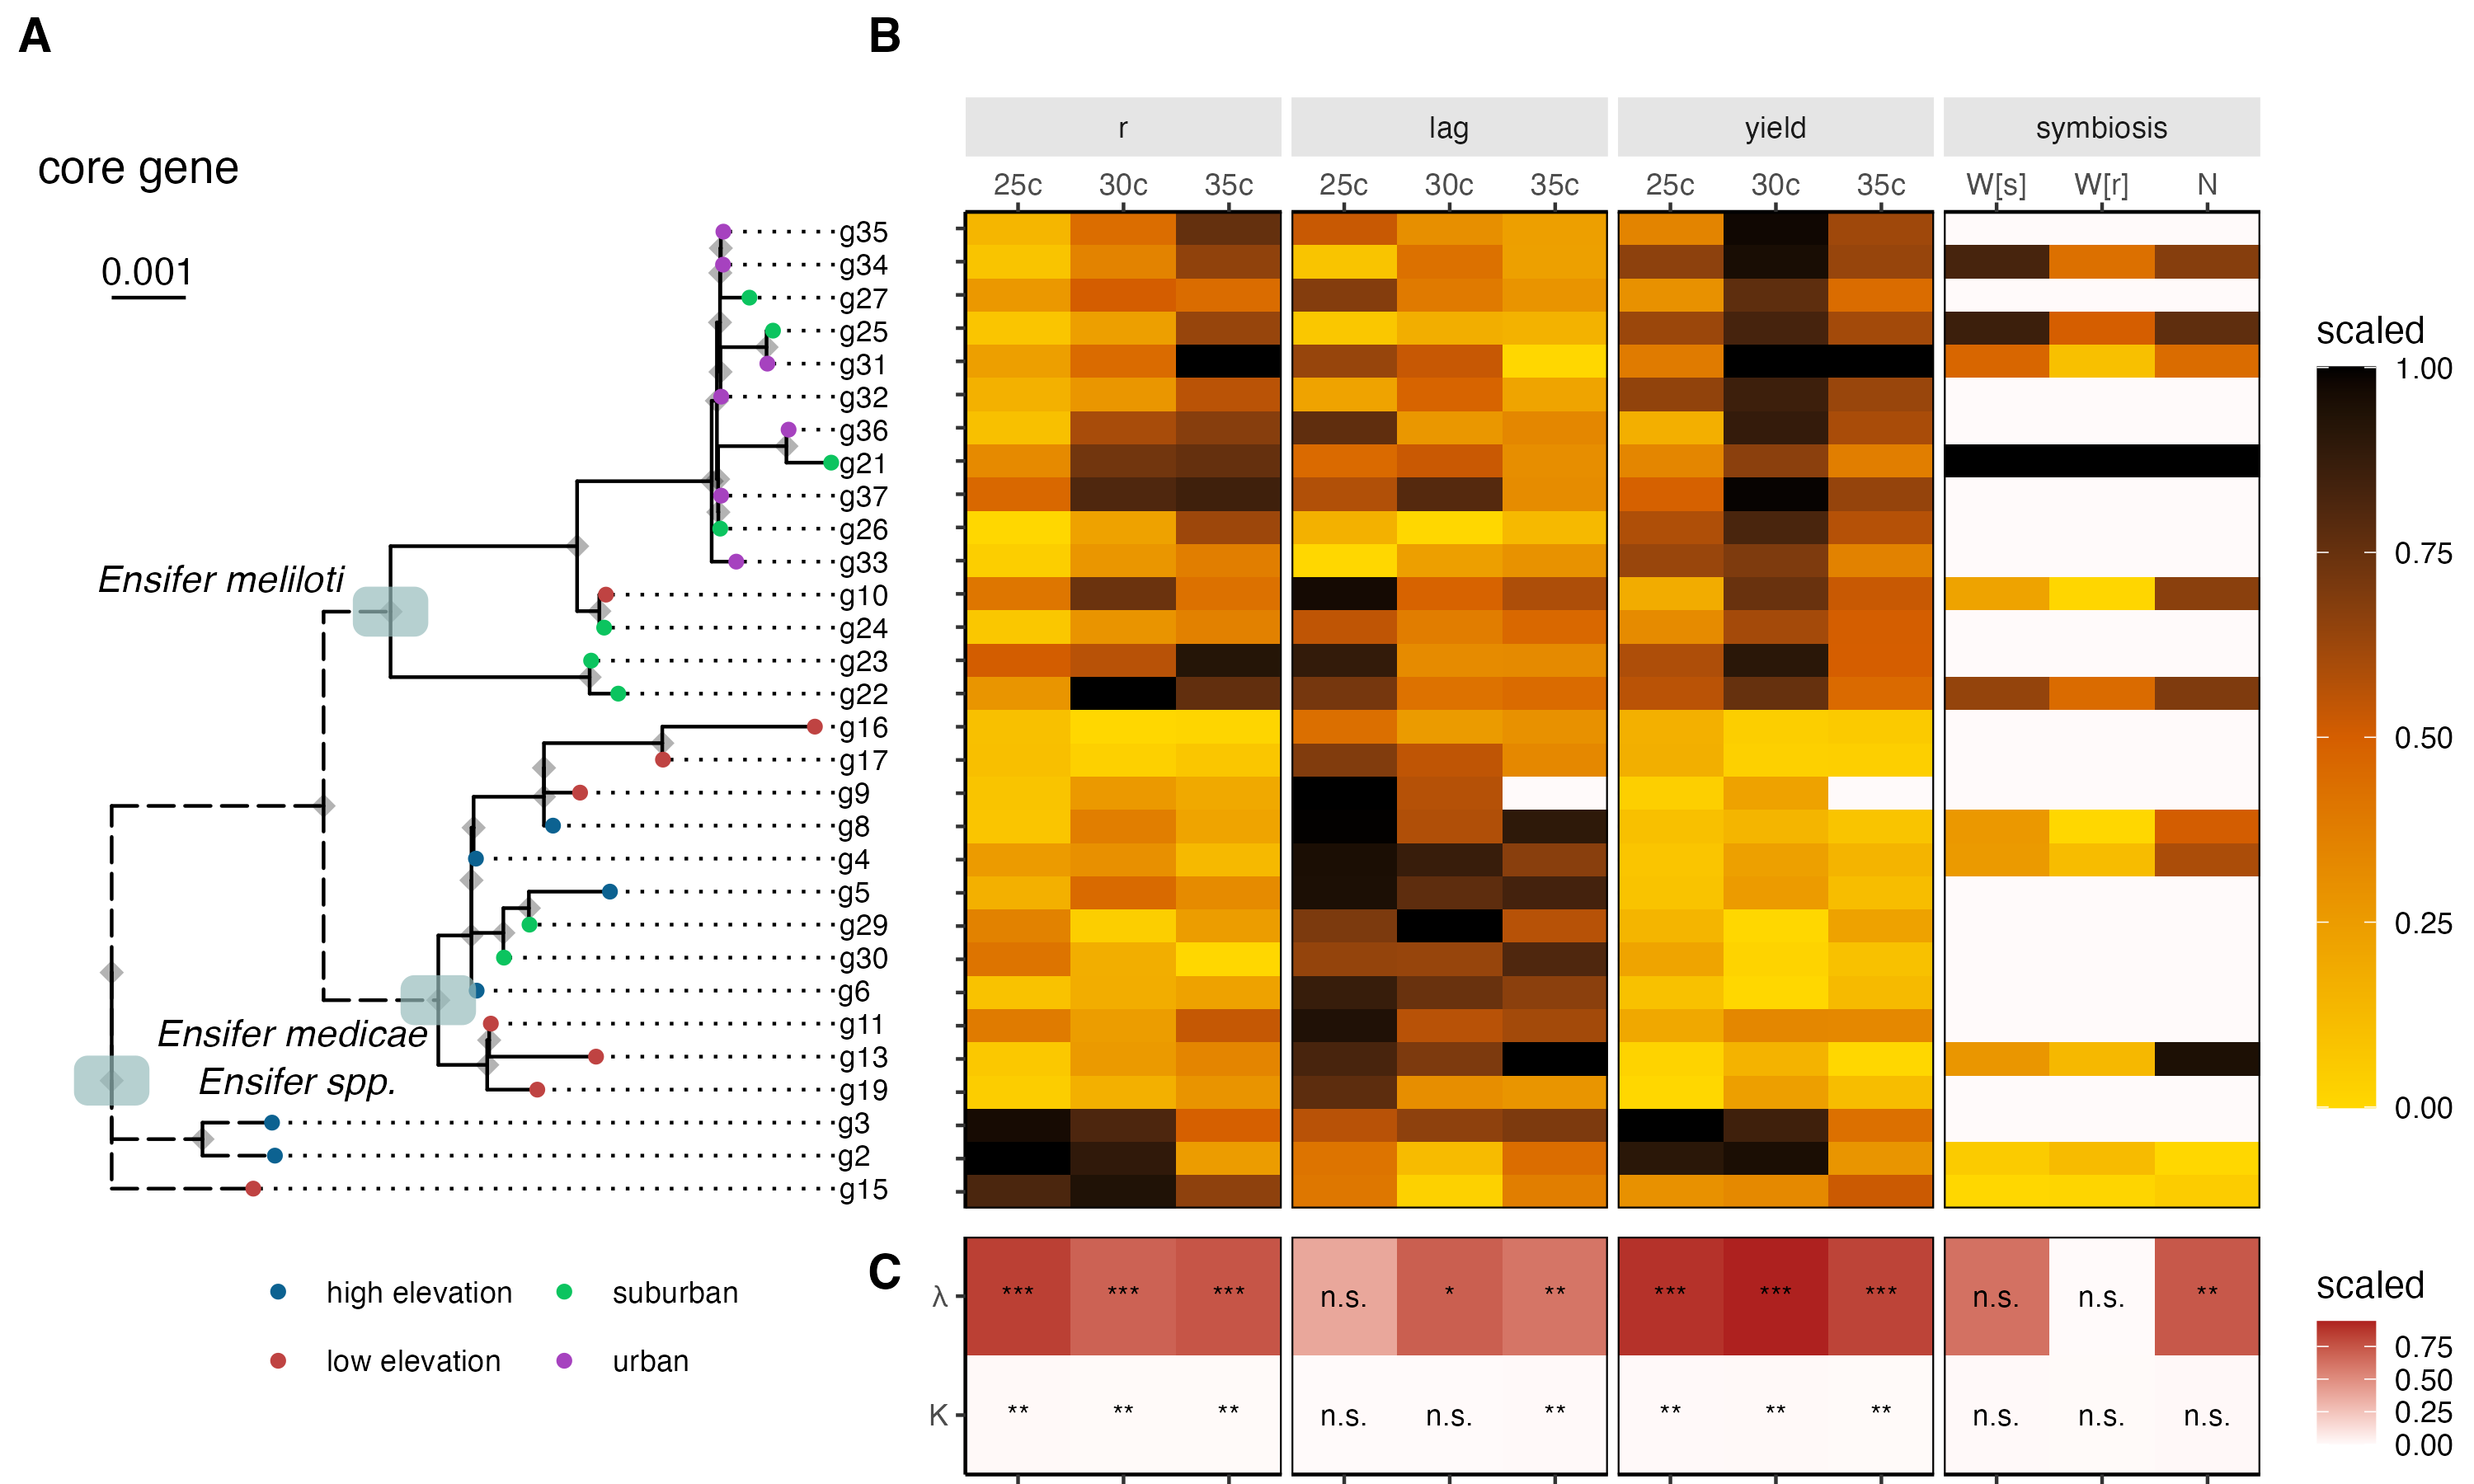 A
B
r lag yield symbiosis
core gene
25c 30c 35c 25c 30c 35c 25c 30c 35c W[s] W[r] N
0.001
g35
g34
g27
g25
g31
g32
g36
g21
g37
g26
g33
g10
g24
g23
g22
g16
g17
g9
g8
g4
g5
g29
g30
g6
g11
g13
g19
g3
g2
g15
Ensifer meliloti
Ensifer medicae
Ensifer spp.
scaled
1.00
0.75
0.50
0.25
0.00
high elevation suburban
low elevation urban
C
λ *** *** *** n.s. * ** *** *** *** n.s. n.s. **
K ** ** ** n.s. n.s. ** ** ** ** n.s. n.s. n.s.
scaled
0.75
0.50
0.25
0.00